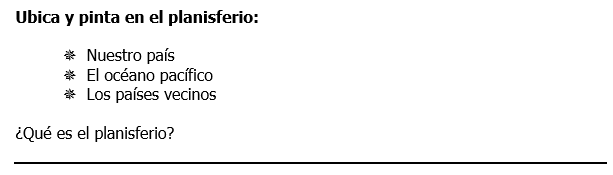 Ubica y pinta en el planisferio:
✵ Nuestro país
✵ El océano pacífico
✵ Los países vecinos
¿Qué es el planisferio?